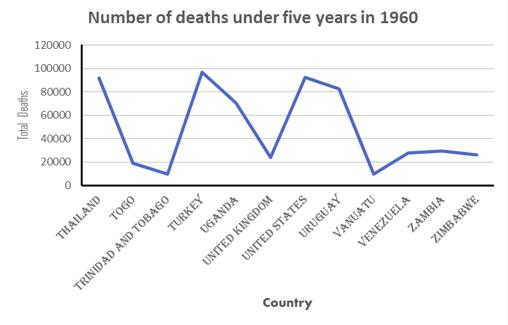 Number of deaths under five years in 1960
120000
100000
80000
60000
40000
20000
0
Total Deaths
THAILAND
TOGO
TRINIDAD AND TOBAGO
TURKEY
UGANDA
UNITED KINGDOM
UNITED STATES
URUGUAY
VANUATU
VENEZUELA
ZAMBIA
ZIMBABWE
Country